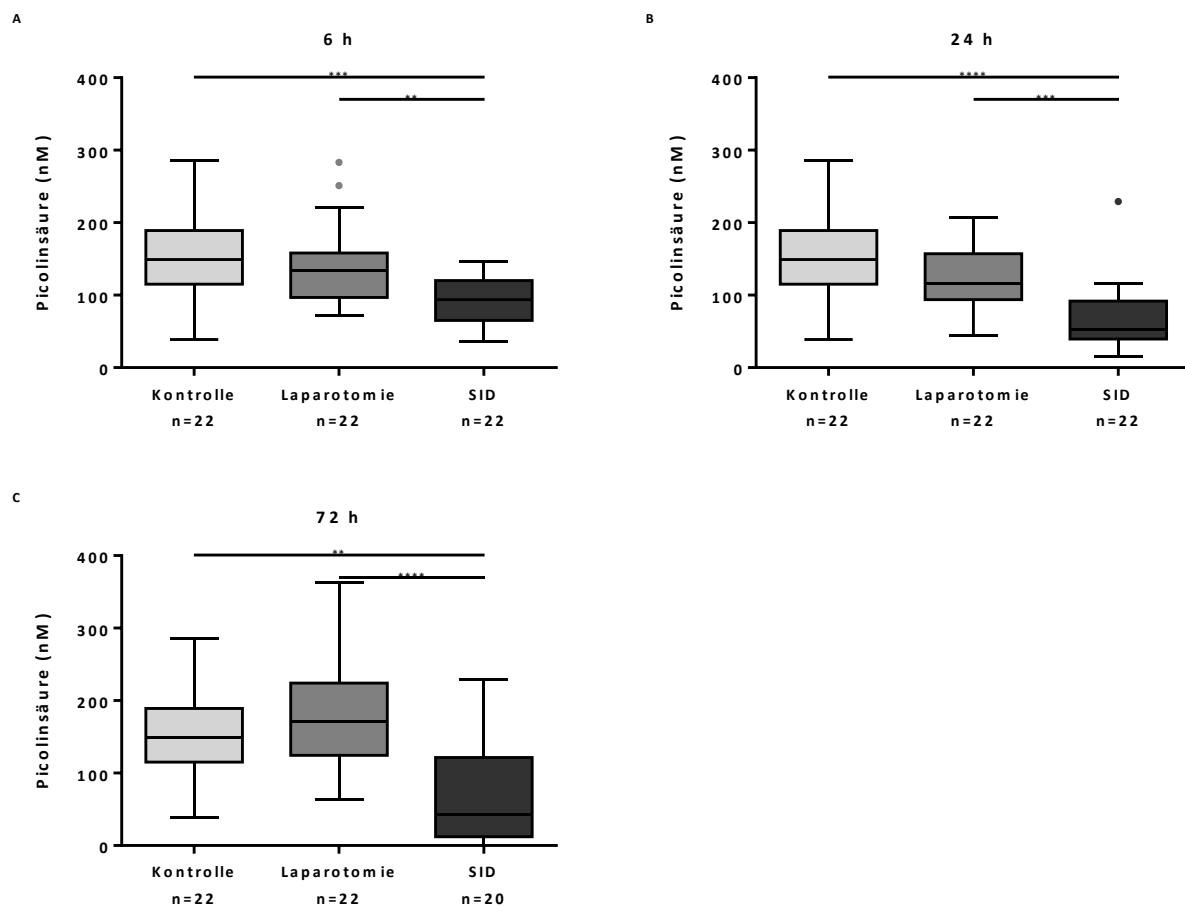 A
6 h
Picolinsäure (nM)
400
300
200
100
0
***
**
Kontrolle
Laparotomie
SID
n=22
n=22
n=22
B
24 h
Picolinsäure (nM)
400
300
200
100
0
****
***
Kontrolle
Laparotomie
SID
n=22
n=22
n=22
C
72 h
Picolinsäure (nM)
400
300
200
100
0
**
****
Kontrolle
Laparotomie
SID
n=22
n=22
n=20